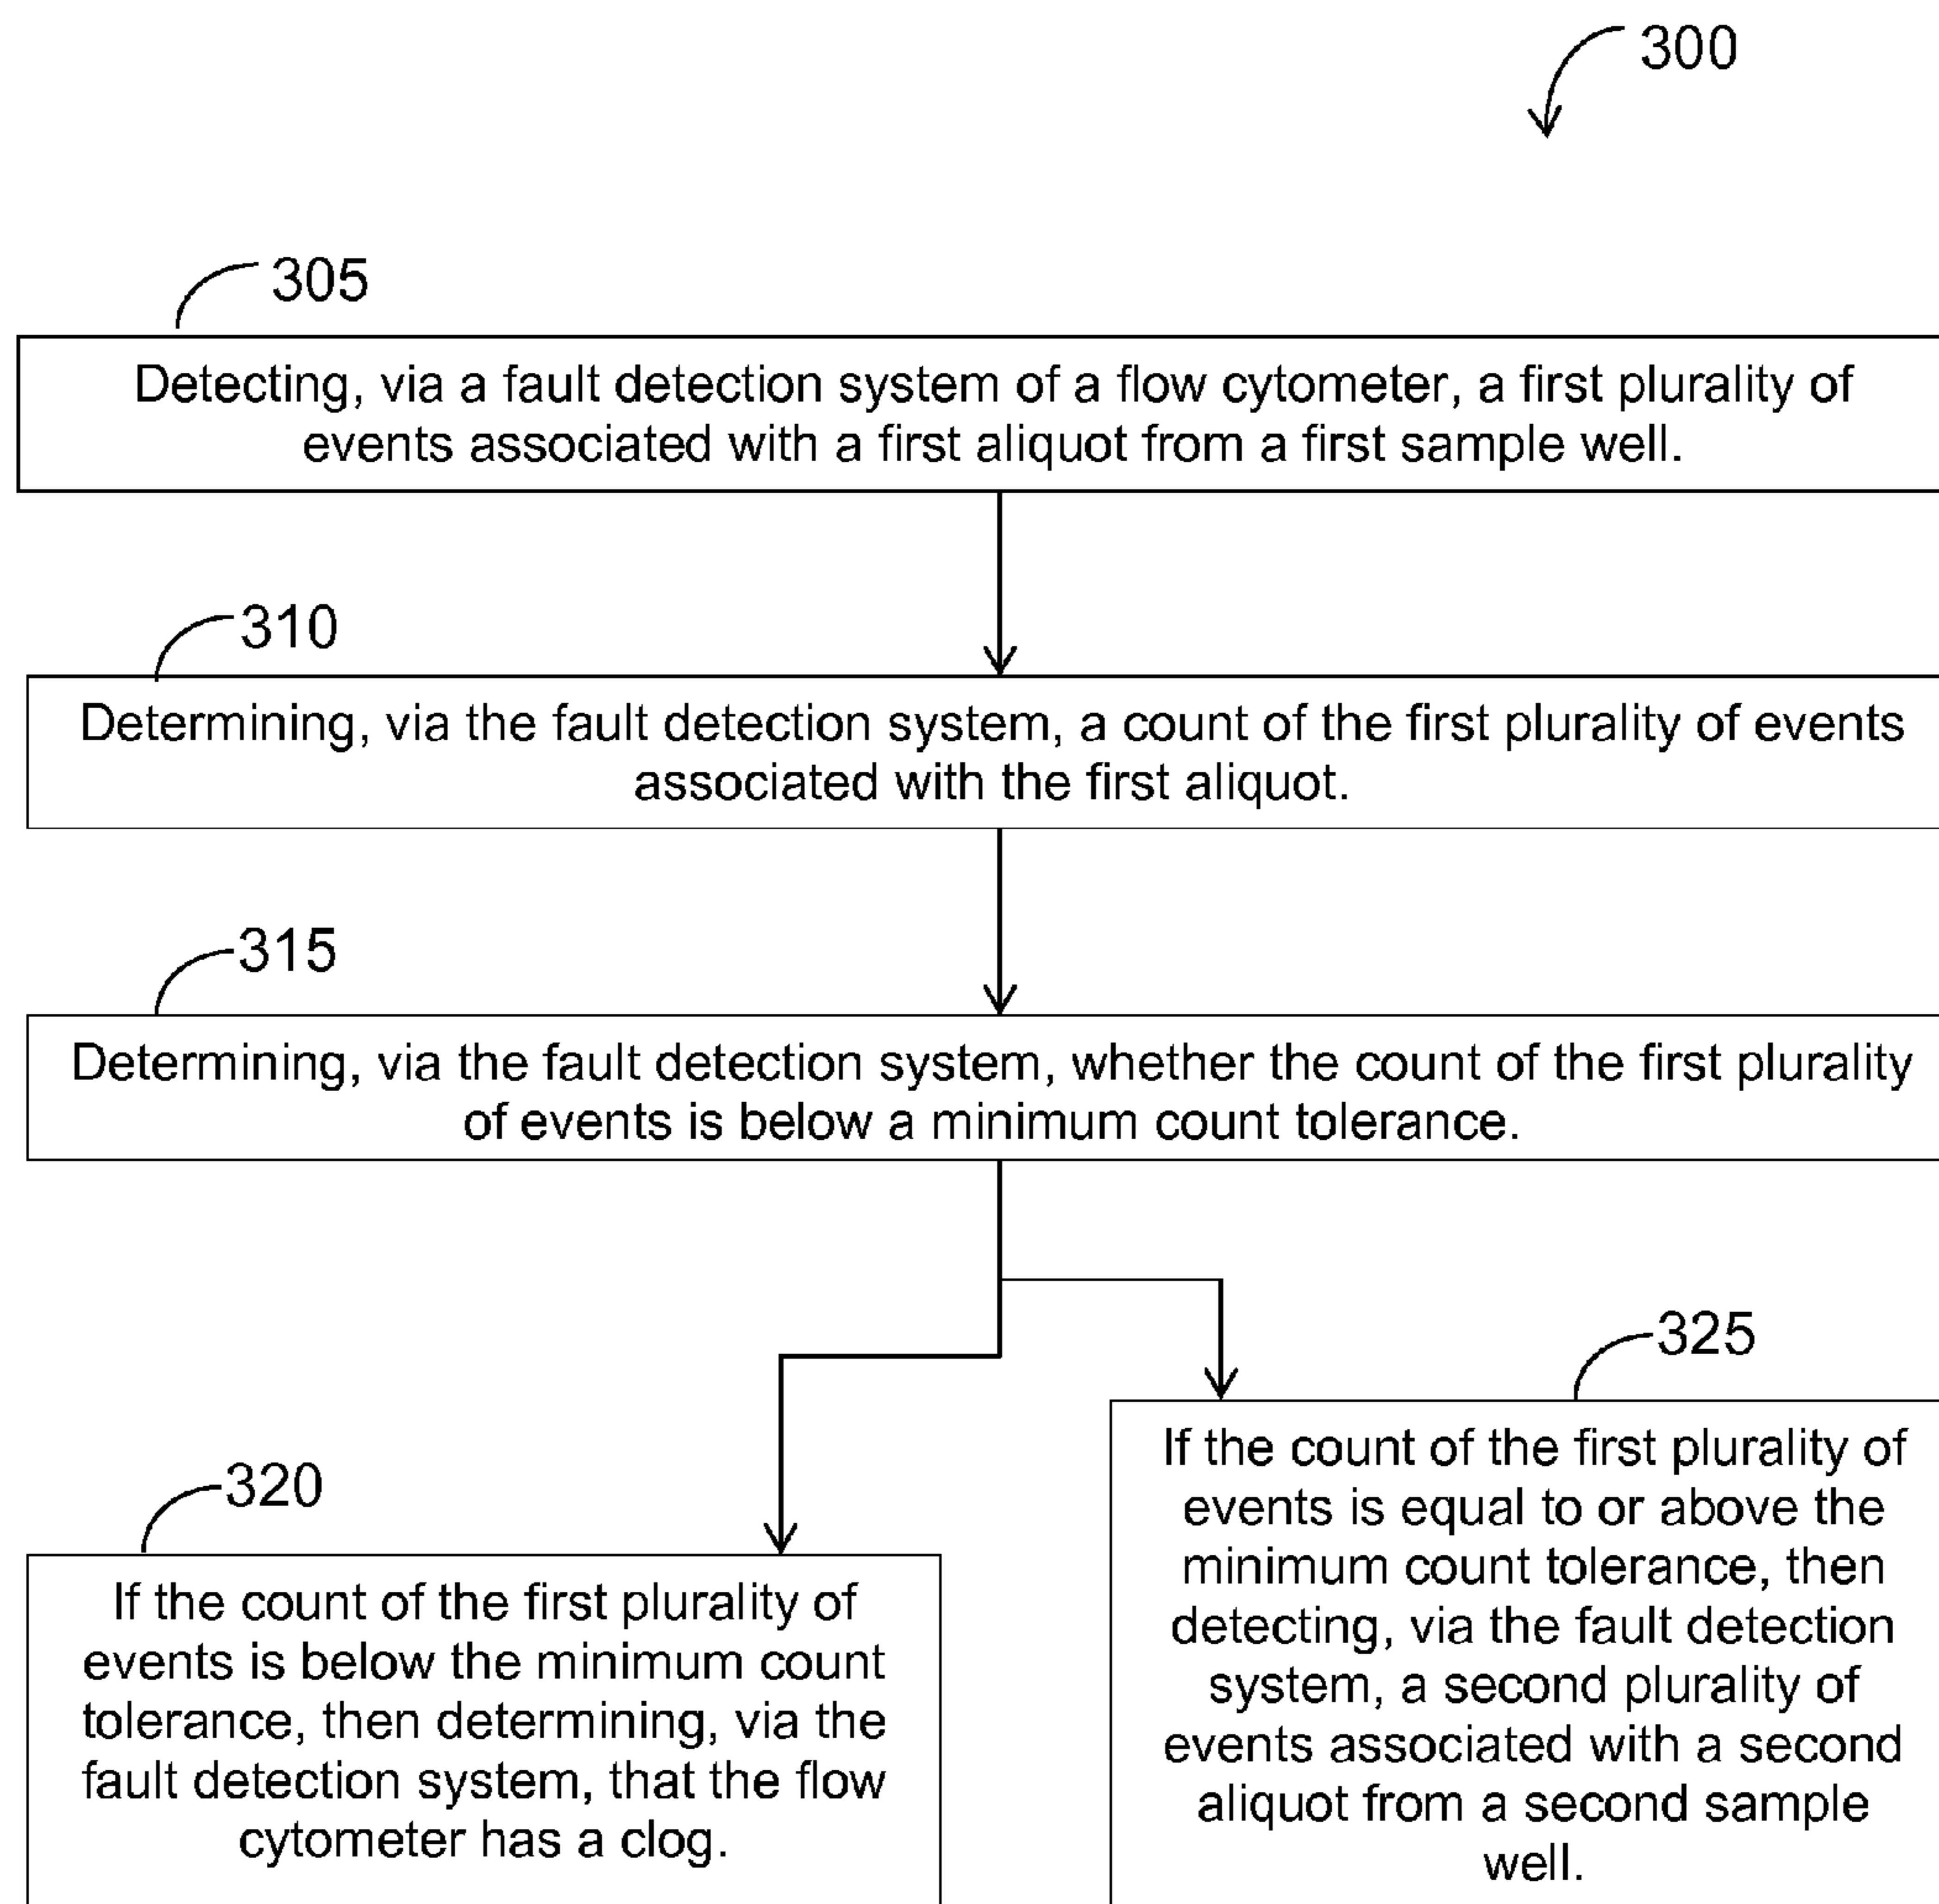 300
305
Detecting, via a fault detection system of a flow cytometer, a first plurality of
events associated with a first aliquot from a first sample well.
310
Determining, via the fault detection system, a count of the first plurality of events
associated with the first aliquot.
315
Determining, via the fault detection system, whether the count of the first plurality
of events is below a minimum count tolerance.
320
If the count of the first plurality of
events is below the minimum count
tolerance, then determining, via the
fault detection system, that the flow
cytometer has a clog.
325
If the count of the first plurality of
events is equal to or above the
minimum count tolerance, then
detecting, via the fault detection
system, a second plurality of
events associated with a second
aliquot from a second sample
well.